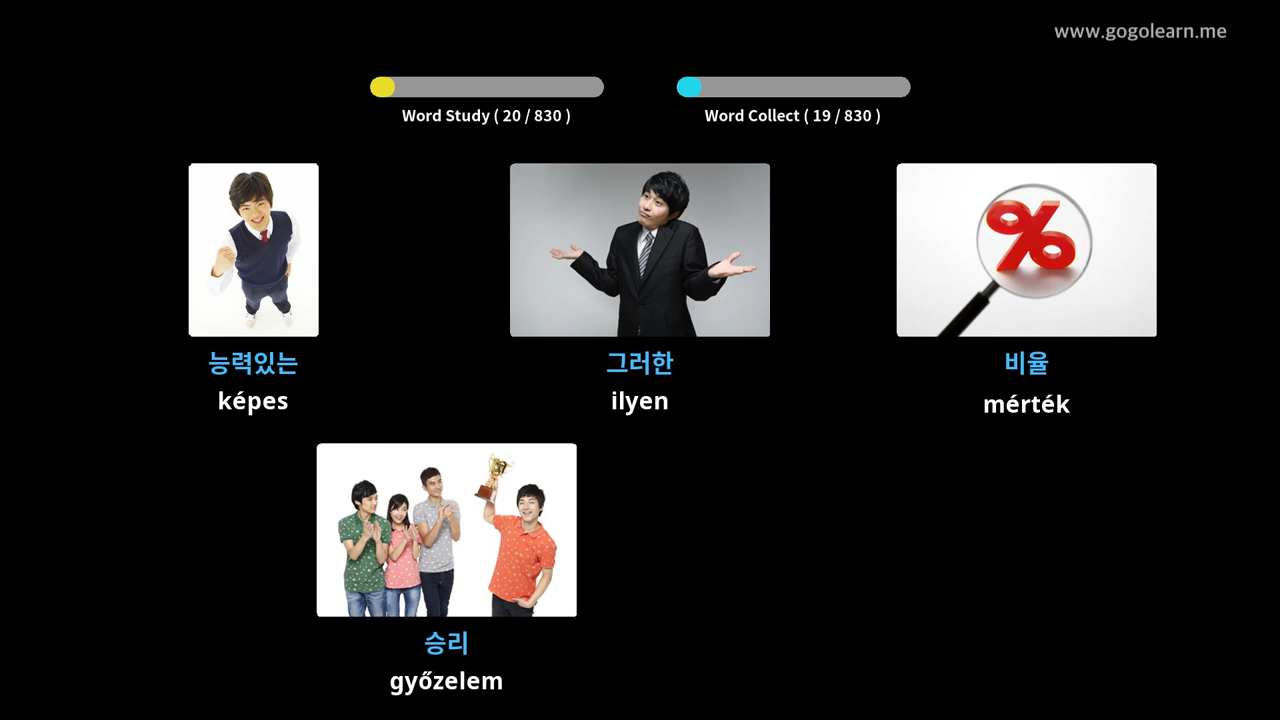 www.gogolearn.me
Word Study ( 20 / 830 )
Word Collect ( 19 / 830 )
능력있는
képes
그러한
ilyen
비율
mérték
%
승리
győzelem